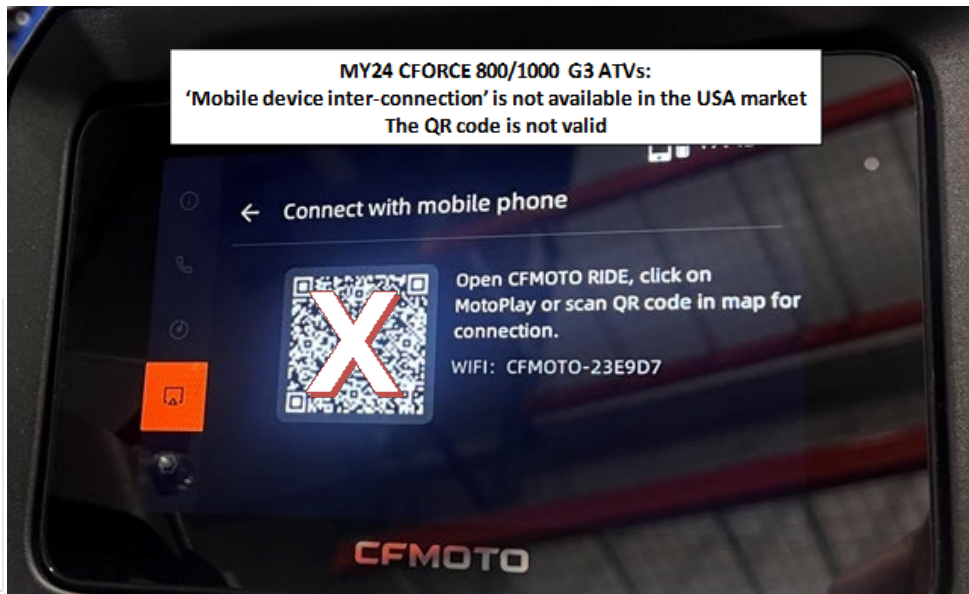 MY24 CFORCE 800/1000 G3 ATVs:
‘Mobile device inter-connection’ is not available in the USA market
The QR code is not valid
← Connect with mobile phone
Open CFMOTO RIDE, click on
MotoPlay or scan QR code in map for
connection.
WIFI: CFMOTO-23E9D7
X
CFMOTO